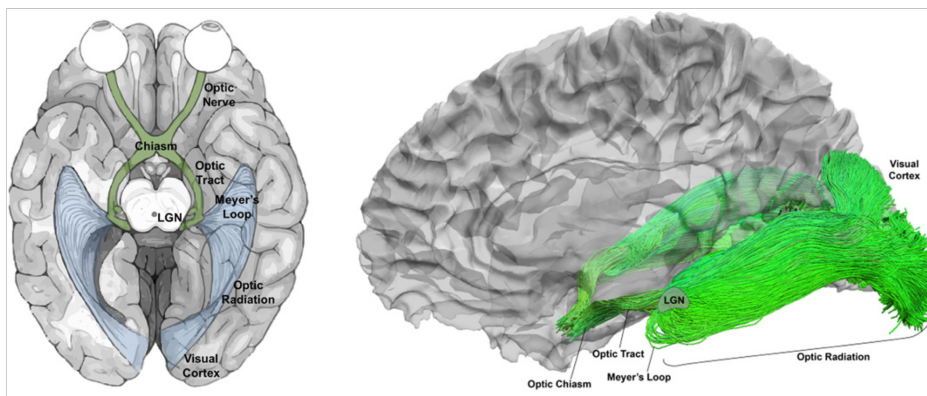 Optic
Nerve
Chiasm
Optic
Tract
Meyer's
Loop
LGN
Optic
Radiation
Visual
Cortex
Visual
Cortex
LGN
Optic Tract
Optic Radiation
Optic Chiasm
Meyer's Loop